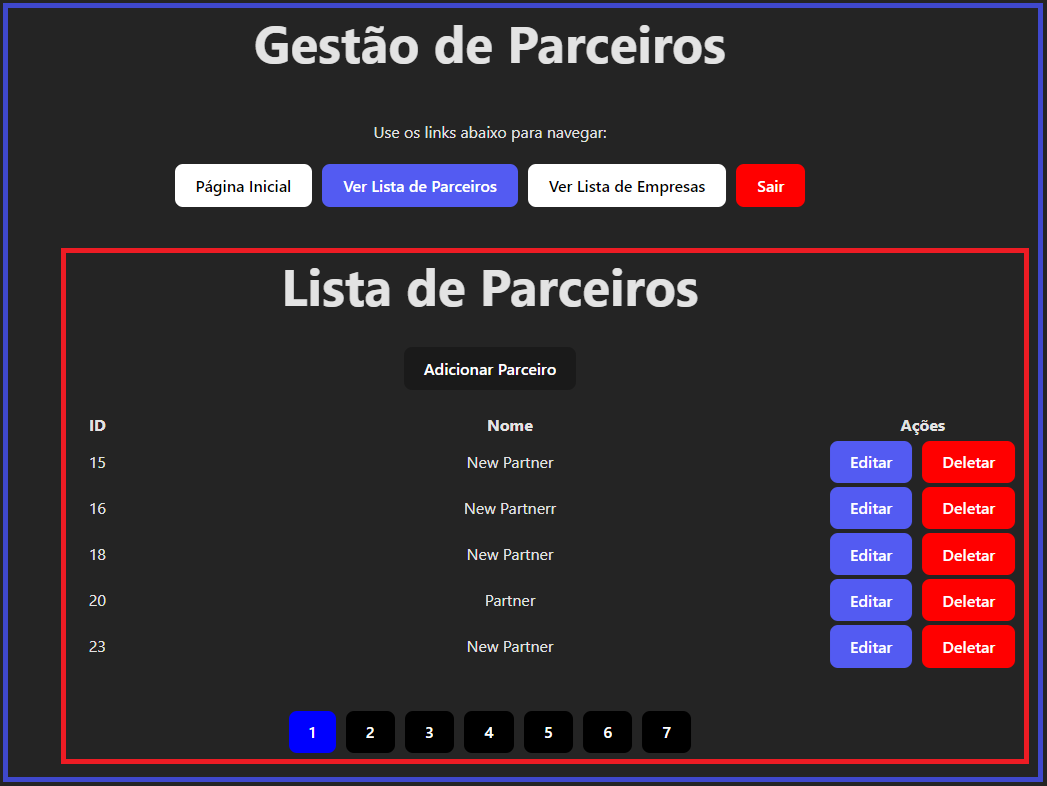 Gestão de Parceiros
Use os links abaixo para navegar:
Página Inicial Ver Lista de Parceiros Ver Lista de Empresas Sair
Lista de Parceiros
Adicionar Parceiro
ID Nome Ações
15 New Partner Editar Deletar
16 New Partnerr Editar Deletar
18 New Partner Editar Deletar
20 Partner Editar Deletar
23 New Partner Editar Deletar
1 2 3 4 5 6 7